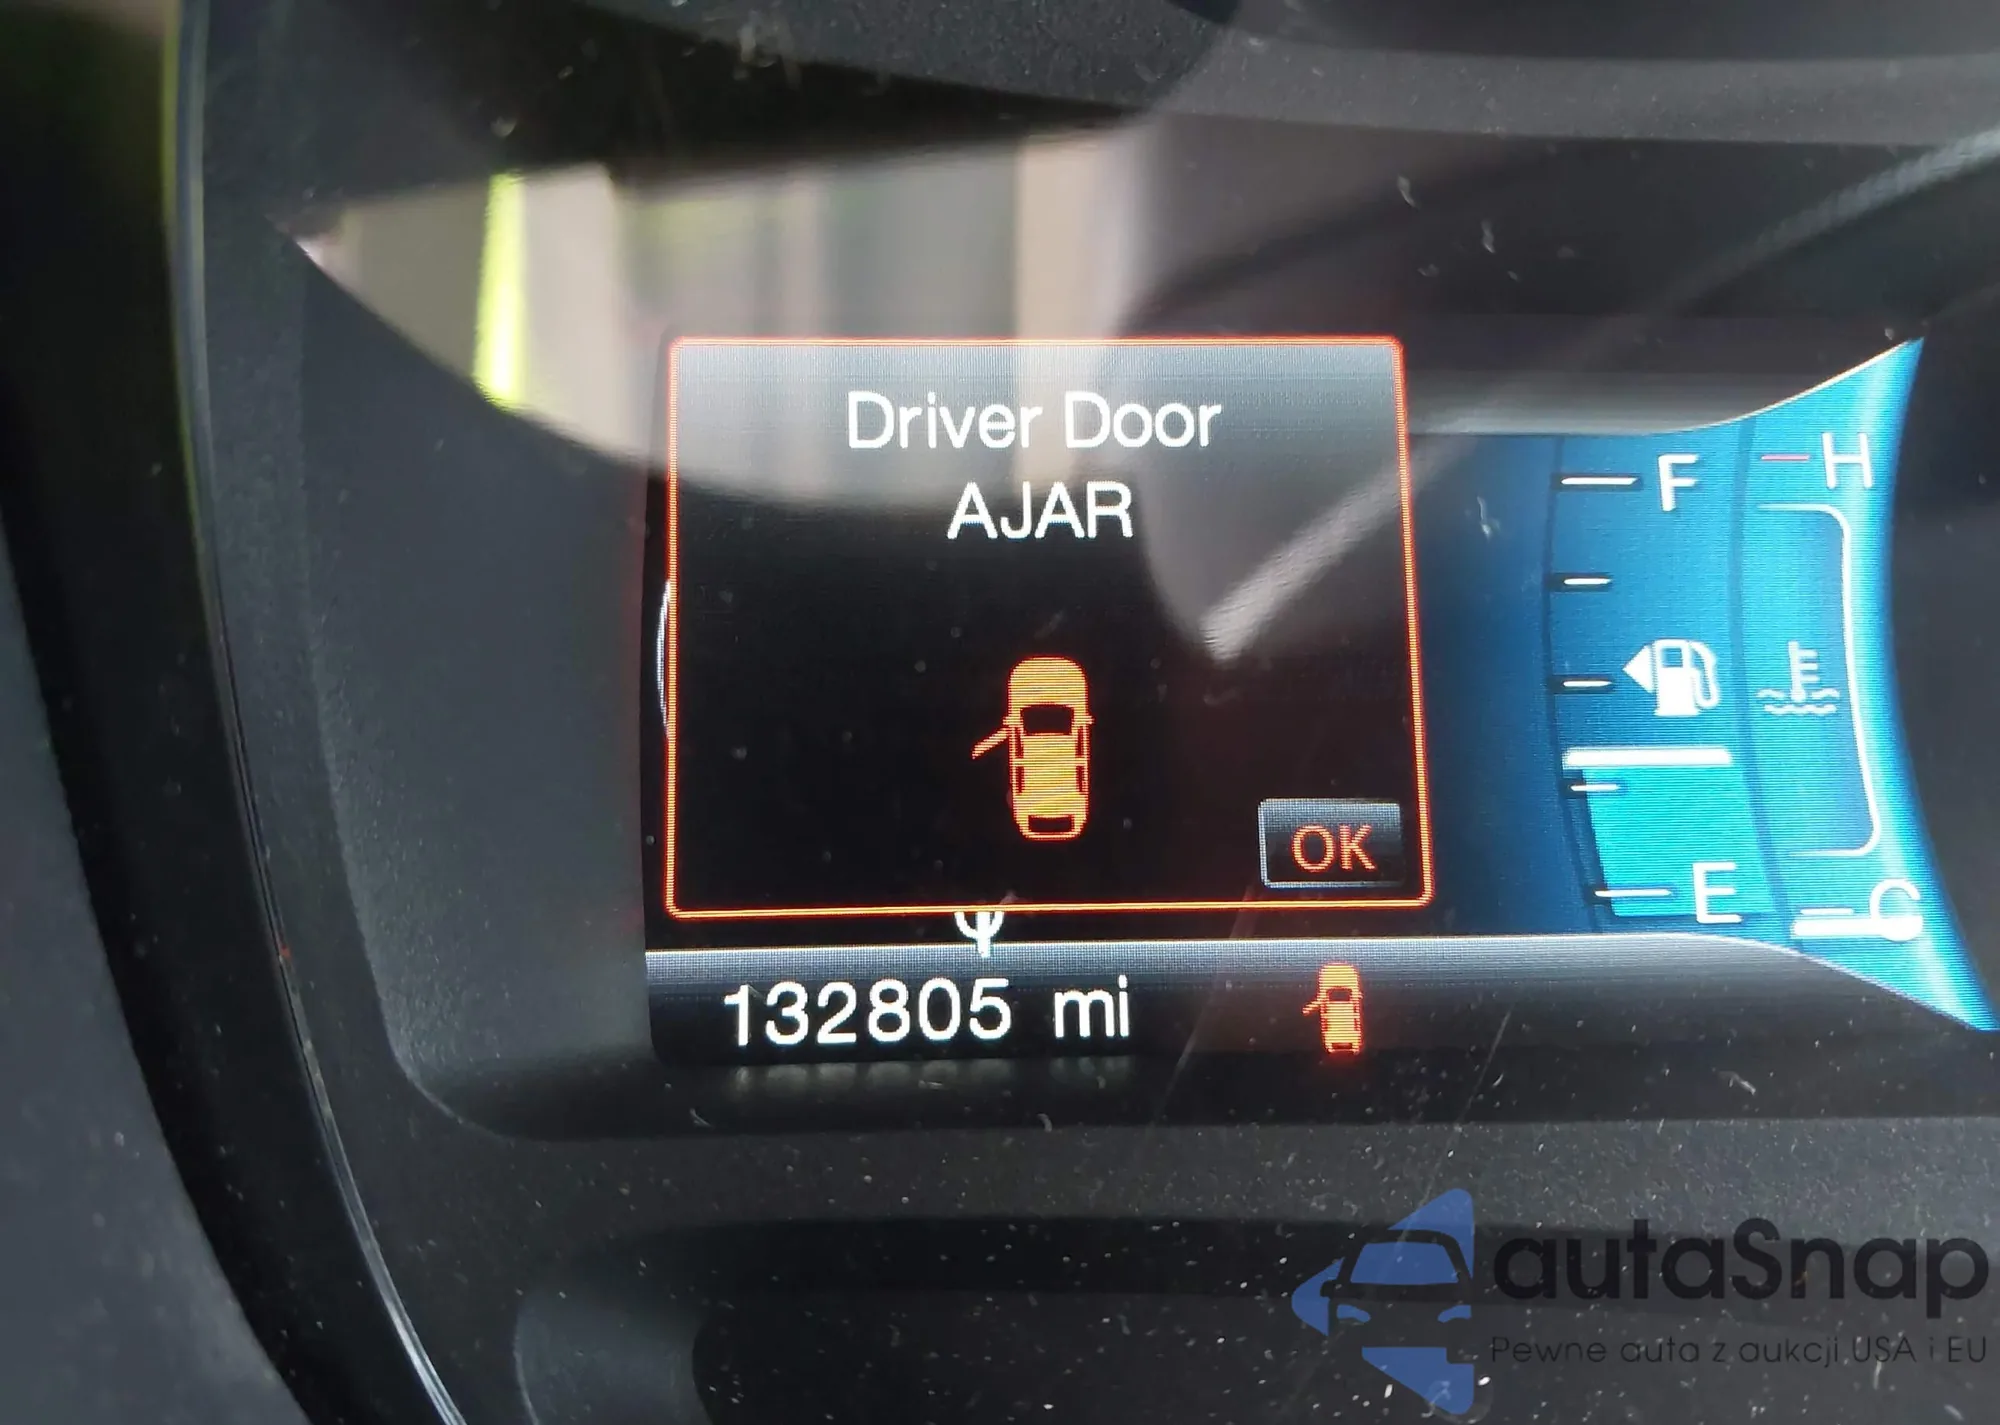 Driver Door
AJAR
OK
F
H
E
132805 mi
autaSnap
Pewne auta z aukcji USA i EU